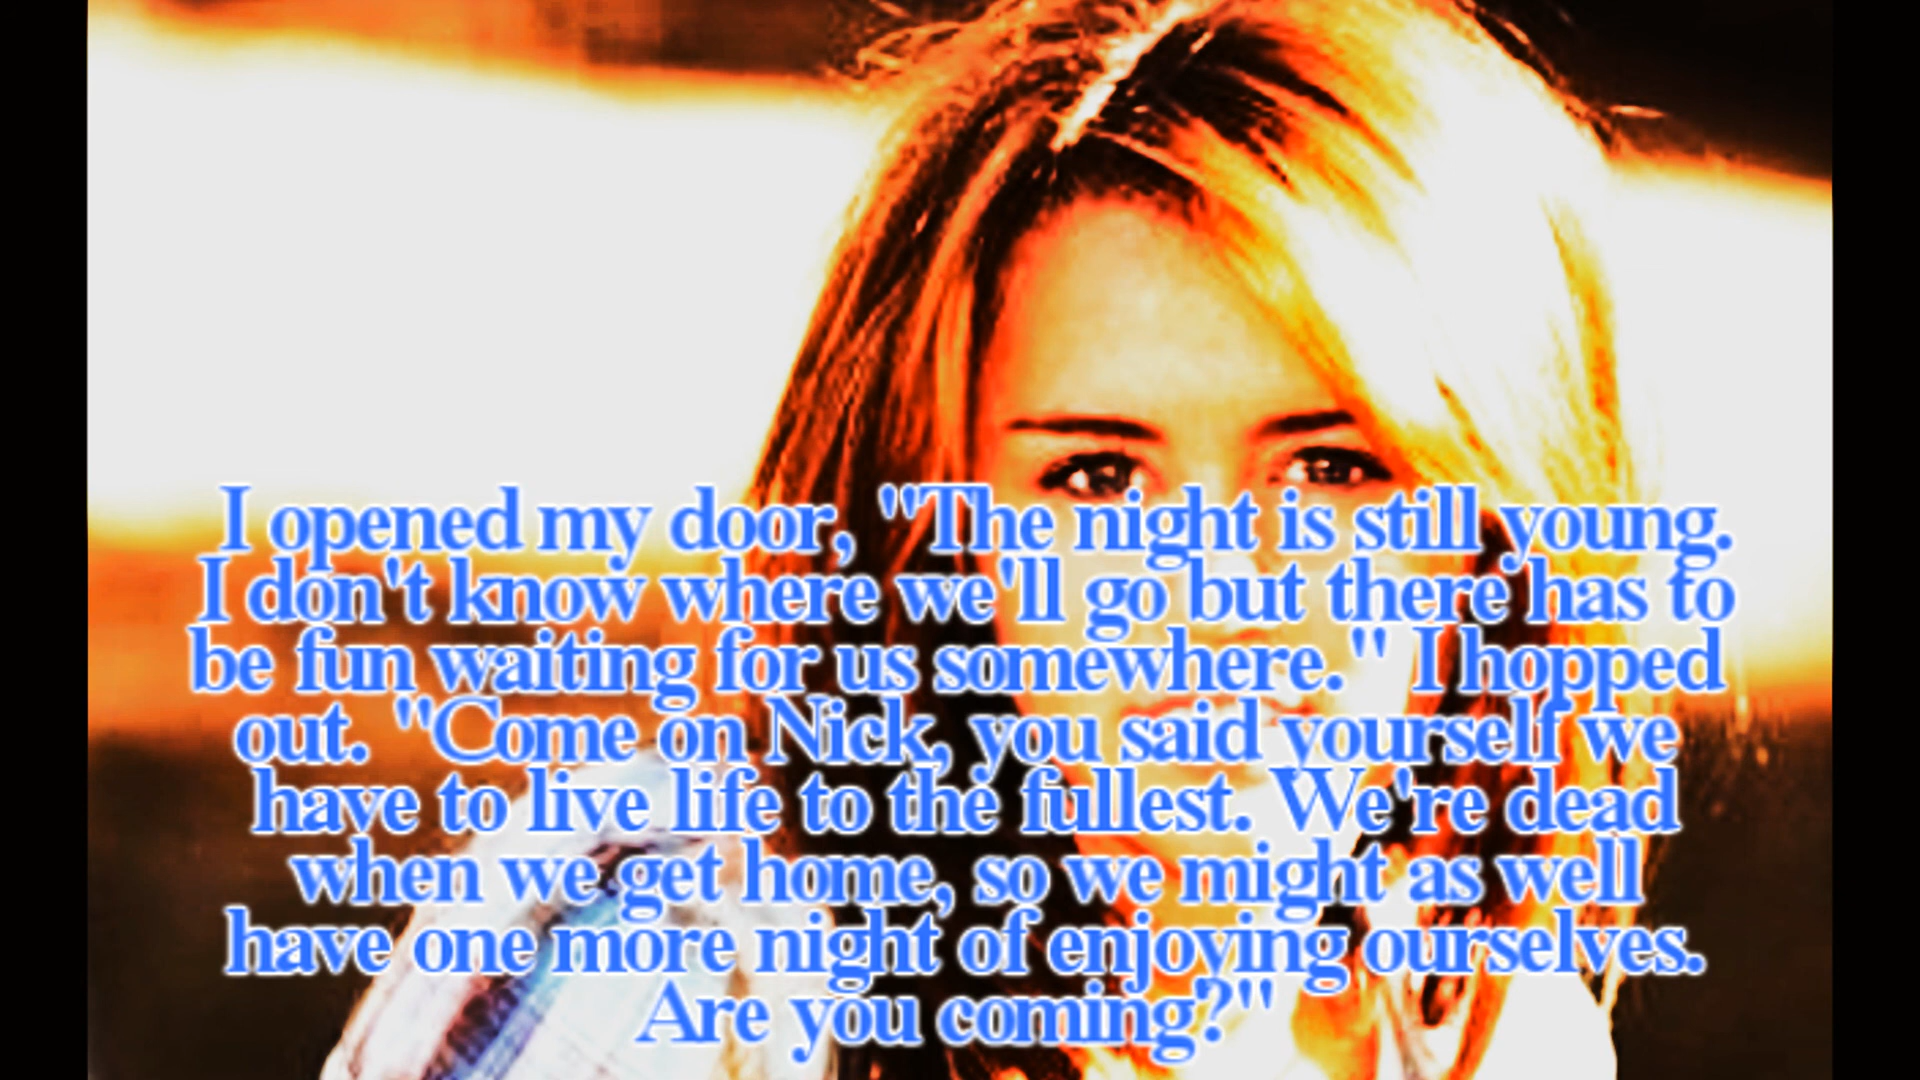 I opened my door, "The night is still young.
I don't know where we'll go but there has to
be fun waiting for us somewhere." I hopped
out. "Come on Nick, you said yourself we
have to live life to the fullest. We're dead
when we get home, so we might as well
have one more night of enjoying ourselves.
Are you coming?"